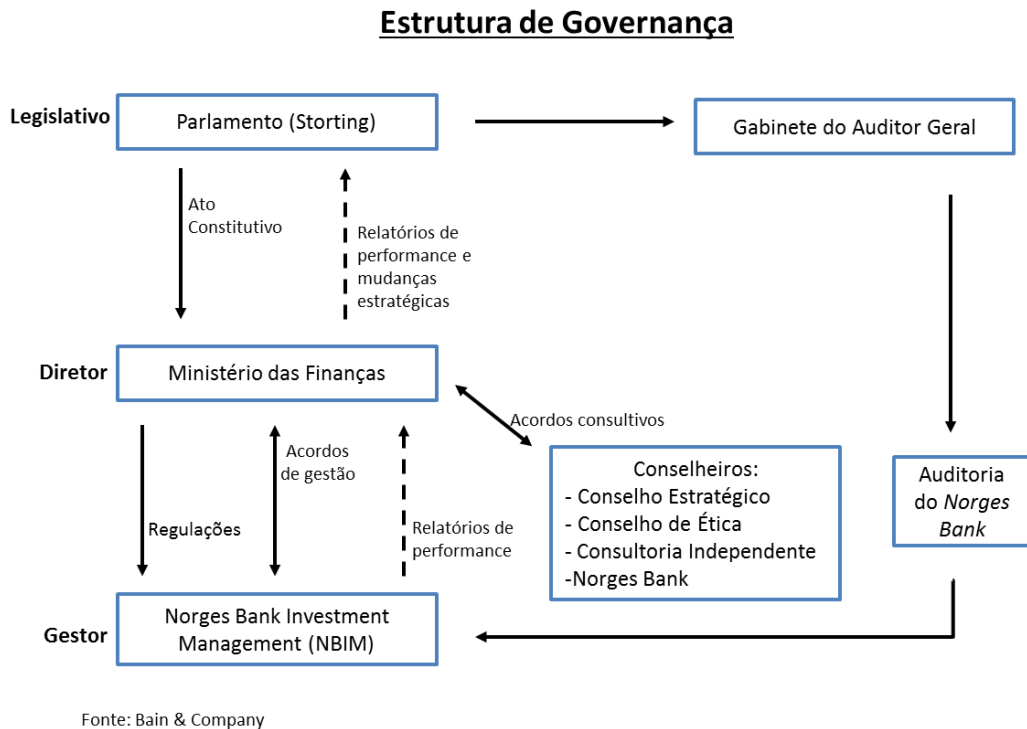 Estrutura de Governança
Legislativo
Parlamento (Storting)
Gabinete do Auditor Geral
Ato
Constitutivo
Relatórios de
performance e
mudanças
estratégicas
Diretor
Ministério das Finanças
Acordos consultivos
Acordos
de gestão
Regulações
Relatórios de
performance
Conselheiros:
- Conselho Estratégico
- Conselho de Ética
- Consultoria Independente
-Norges Bank
Auditoria
do Norges
Bank
Gestor
Norges Bank Investment
Management (NBIM)
Fonte: Bain & Company